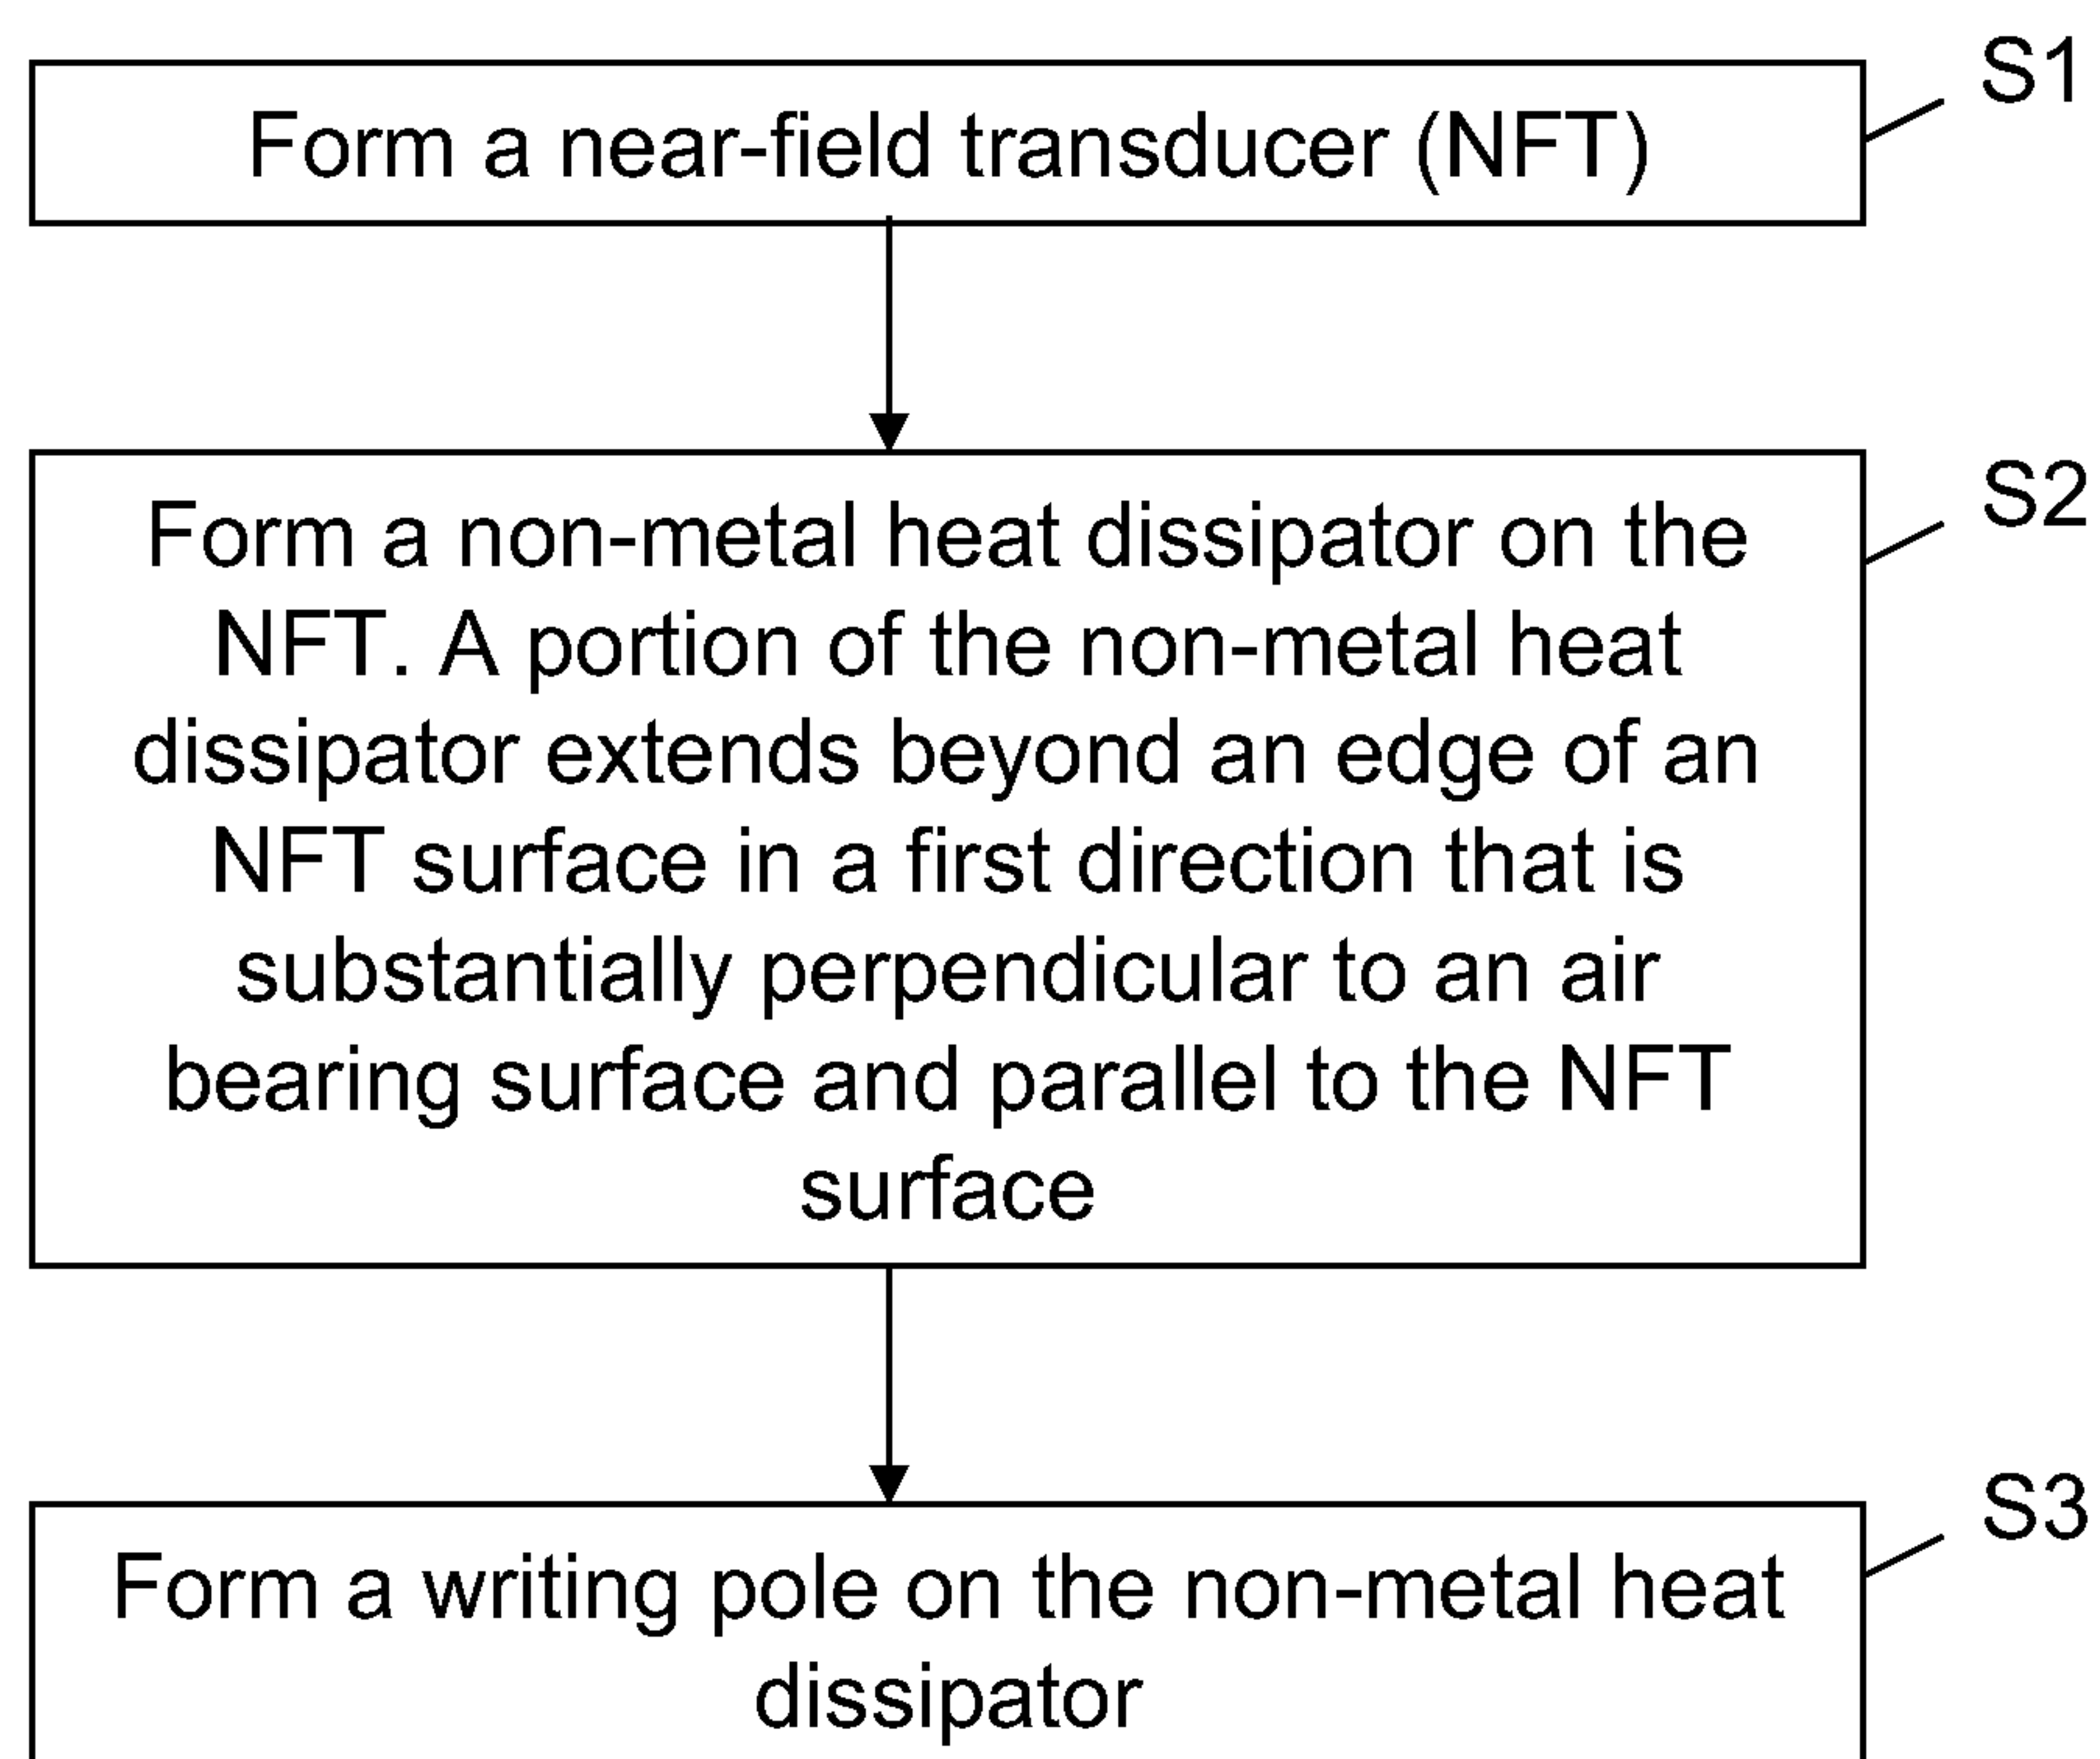 S1
Form a near-field transducer (NFT)
S2
Form a non-metal heat dissipator on the
NFT. A portion of the non-metal heat
dissipator extends beyond an edge of an
NFT surface in a first direction that is
substantially perpendicular to an air
bearing surface and parallel to the NFT
surface
S3
Form a writing pole on the non-metal heat
dissipator